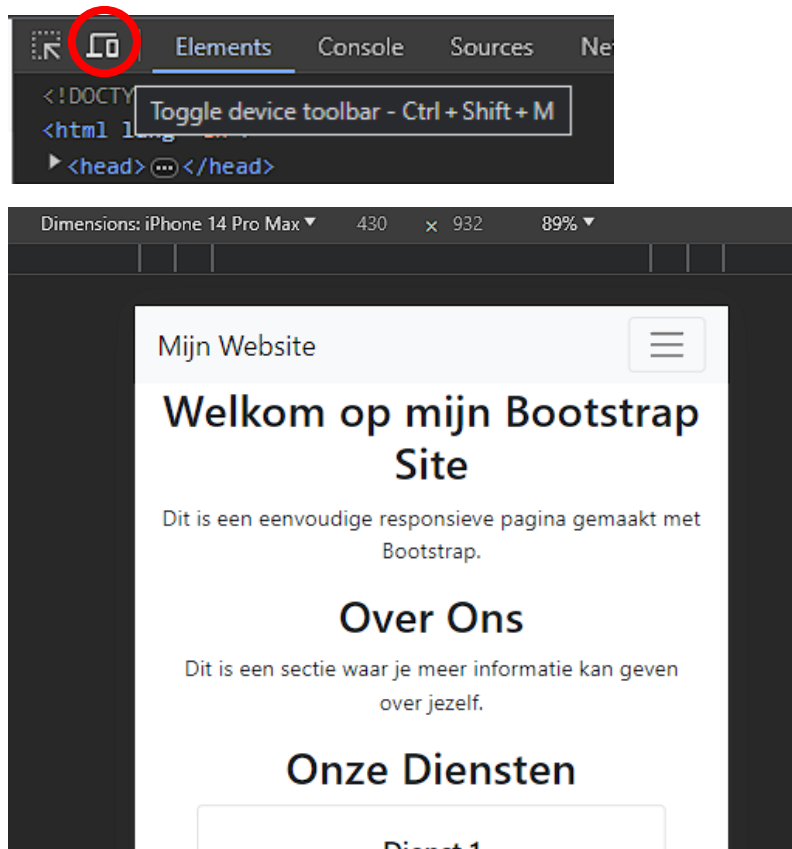 Elements Console Sources
<!DOCTY
Toggle device toolbar - Ctrl + Shift + M
<html
<head> </head>
Dimensions: iPhone 14 Pro Max 430 × 932 89%
Mijn Website
Welkom op mijn Bootstrap
Site
Dit is een eenvoudige responsieve pagina gemaakt met
Bootstrap.
Over Ons
Dit is een sectie waar je meer informatie kan geven
over jezelf.
Onze Diensten
Dienst 1